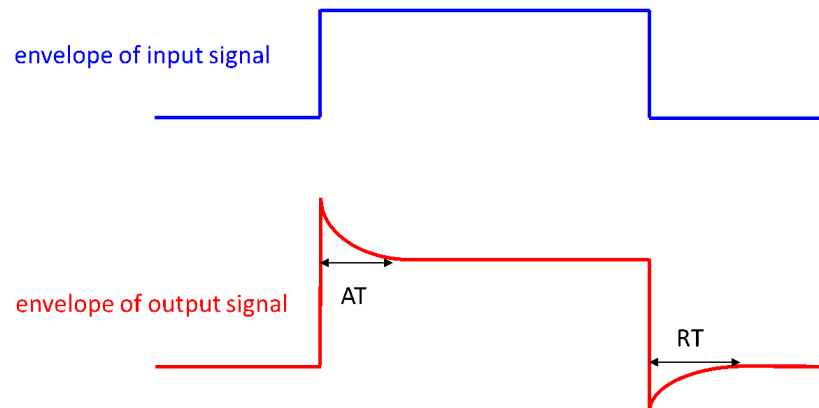 envelope of input signal
envelope of output signal
AT
RT